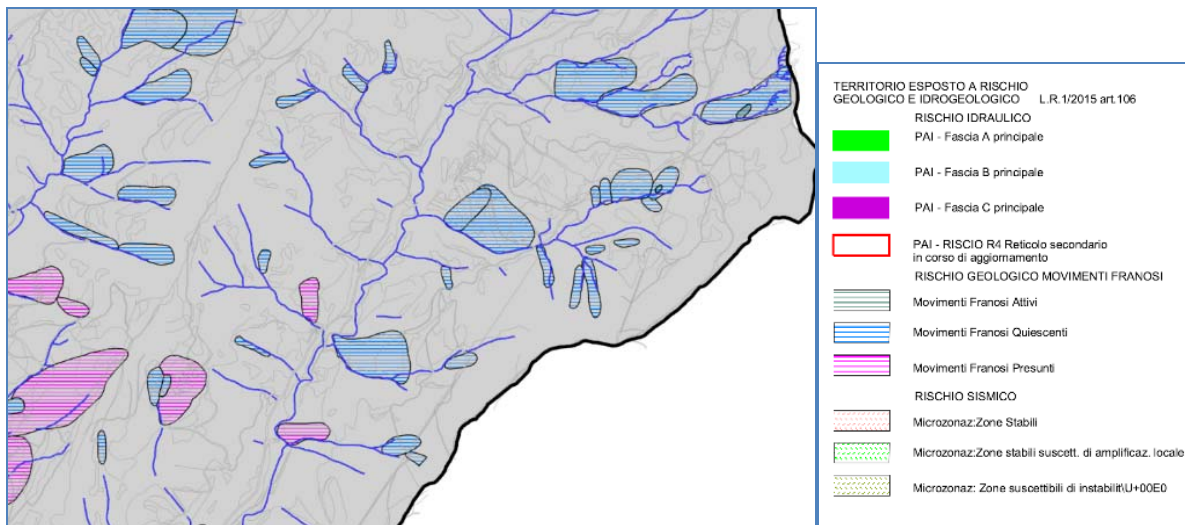 TERRITORIO ESPOSTO A RISCHIO
GEOLOGICO E IDROGEOLOGICO L.R.1/2015 art.106
RISCHIO IDRAULICO
PAI - Fascia A principale
PAI - Fascia B principale
PAI - Fascia C principale
PAI - RISCIO R4 Reticolo secondario
in corso di aggiornamento
RISCHIO GEOLOGICO MOVIMENTI FRANOSI
Movimenti Franosi Attivi
Movimenti Franosi Quiescenti
Movimenti Franosi Presunti
RISCHIO SISMICO
Microzonaz:Zone Stabili
Microzonaz:Zone stabili suscett. di amplificaz. locale
Microzonaz: Zone suscettibili di instabilit\U+00E0